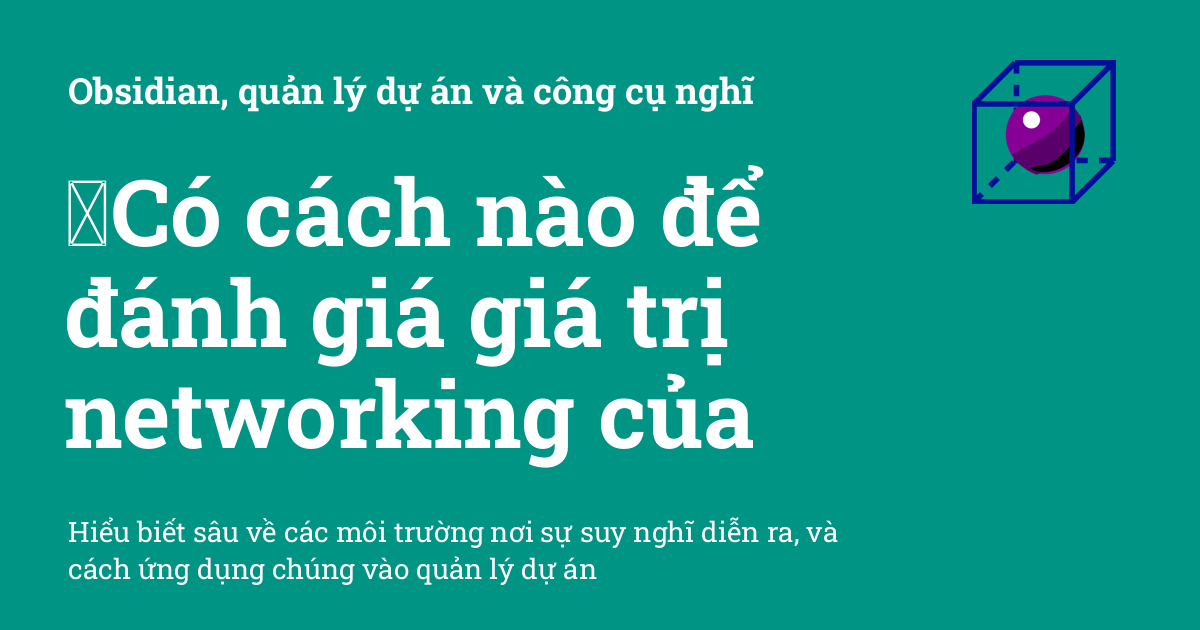 Obsidian, quản lý dự án và công cụ nghĩ
Có cách nào để
đánh giá giá trị
networking của
Hiểu biết sâu về các môi trường nơi sự suy nghĩ diễn ra, và
cách ứng dụng chúng vào quản lý dự án